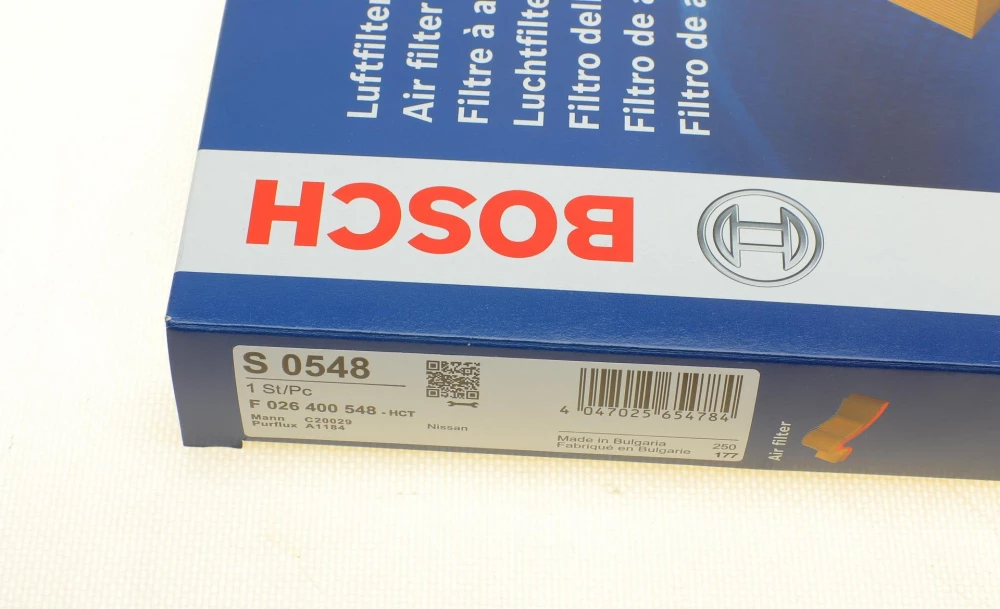 Luftfilter
Air filter
Filtre à a
Luchtfilte
Filtro dell
Filtro de a
Filtro de a
BOSCH
S 0548
1 St/Pc
F 026 400 548 - HCT
Mann C20029
Purflux A1184
Nissan
4 047025 654784
Made in Bulgaria 250
Fabriqué en Bulgarie 177
Air filter